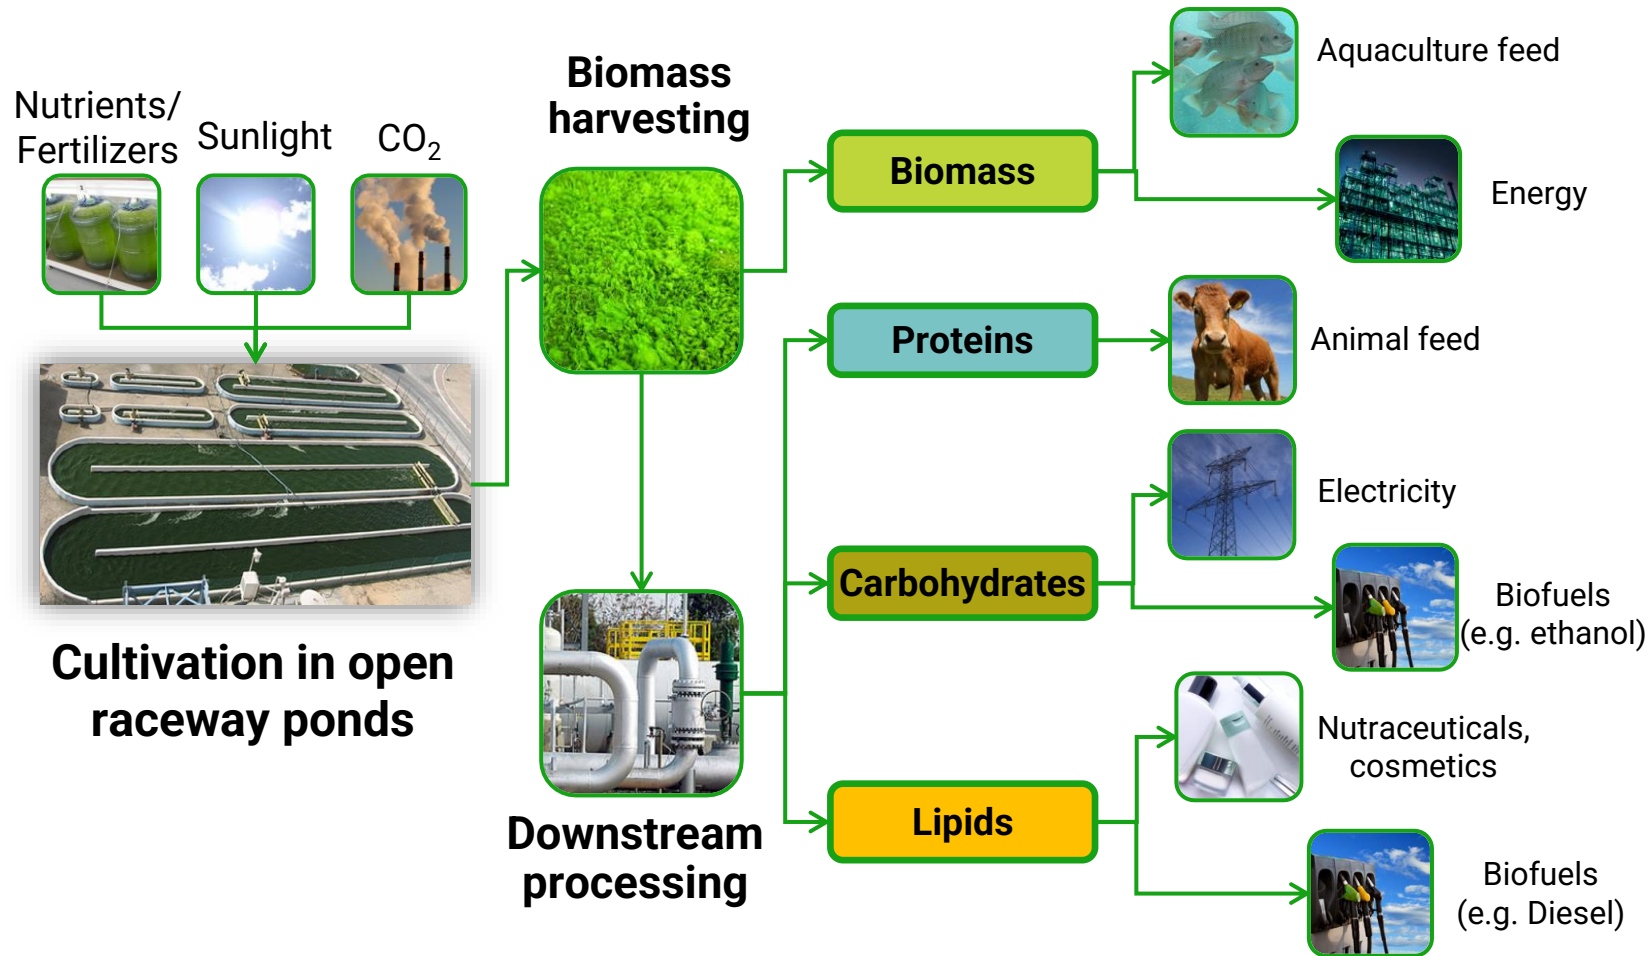 Nutrients/
Fertilizers
Sunlight
CO₂
Cultivation in open
raceway ponds
Biomass
harvesting
Downstream
processing
Biomass
Proteins
Carbohydrates
Lipids
Aquaculture feed
Energy
Animal feed
Electricity
Biofuels
(e.g. ethanol)
Nutraceuticals,
cosmetics
Biofuels
(e.g. Diesel)